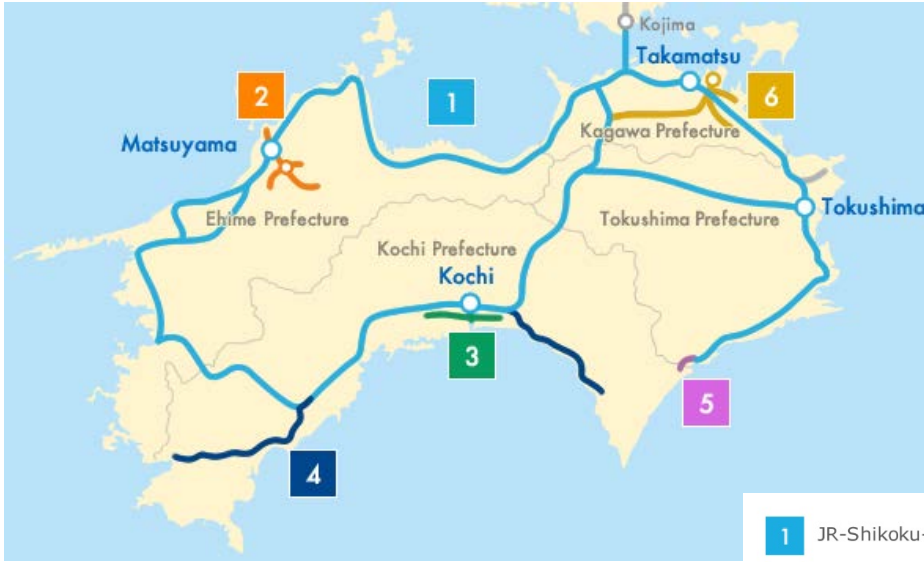 Kojima
Takamatsu
2
1
6
Kagawa Prefecture
Matsuyama
Ehime Prefecture
Tokushima Prefecture
Tokushima
Kochi Prefecture
Kochi
3
5
4
1 JR-Shikoku-